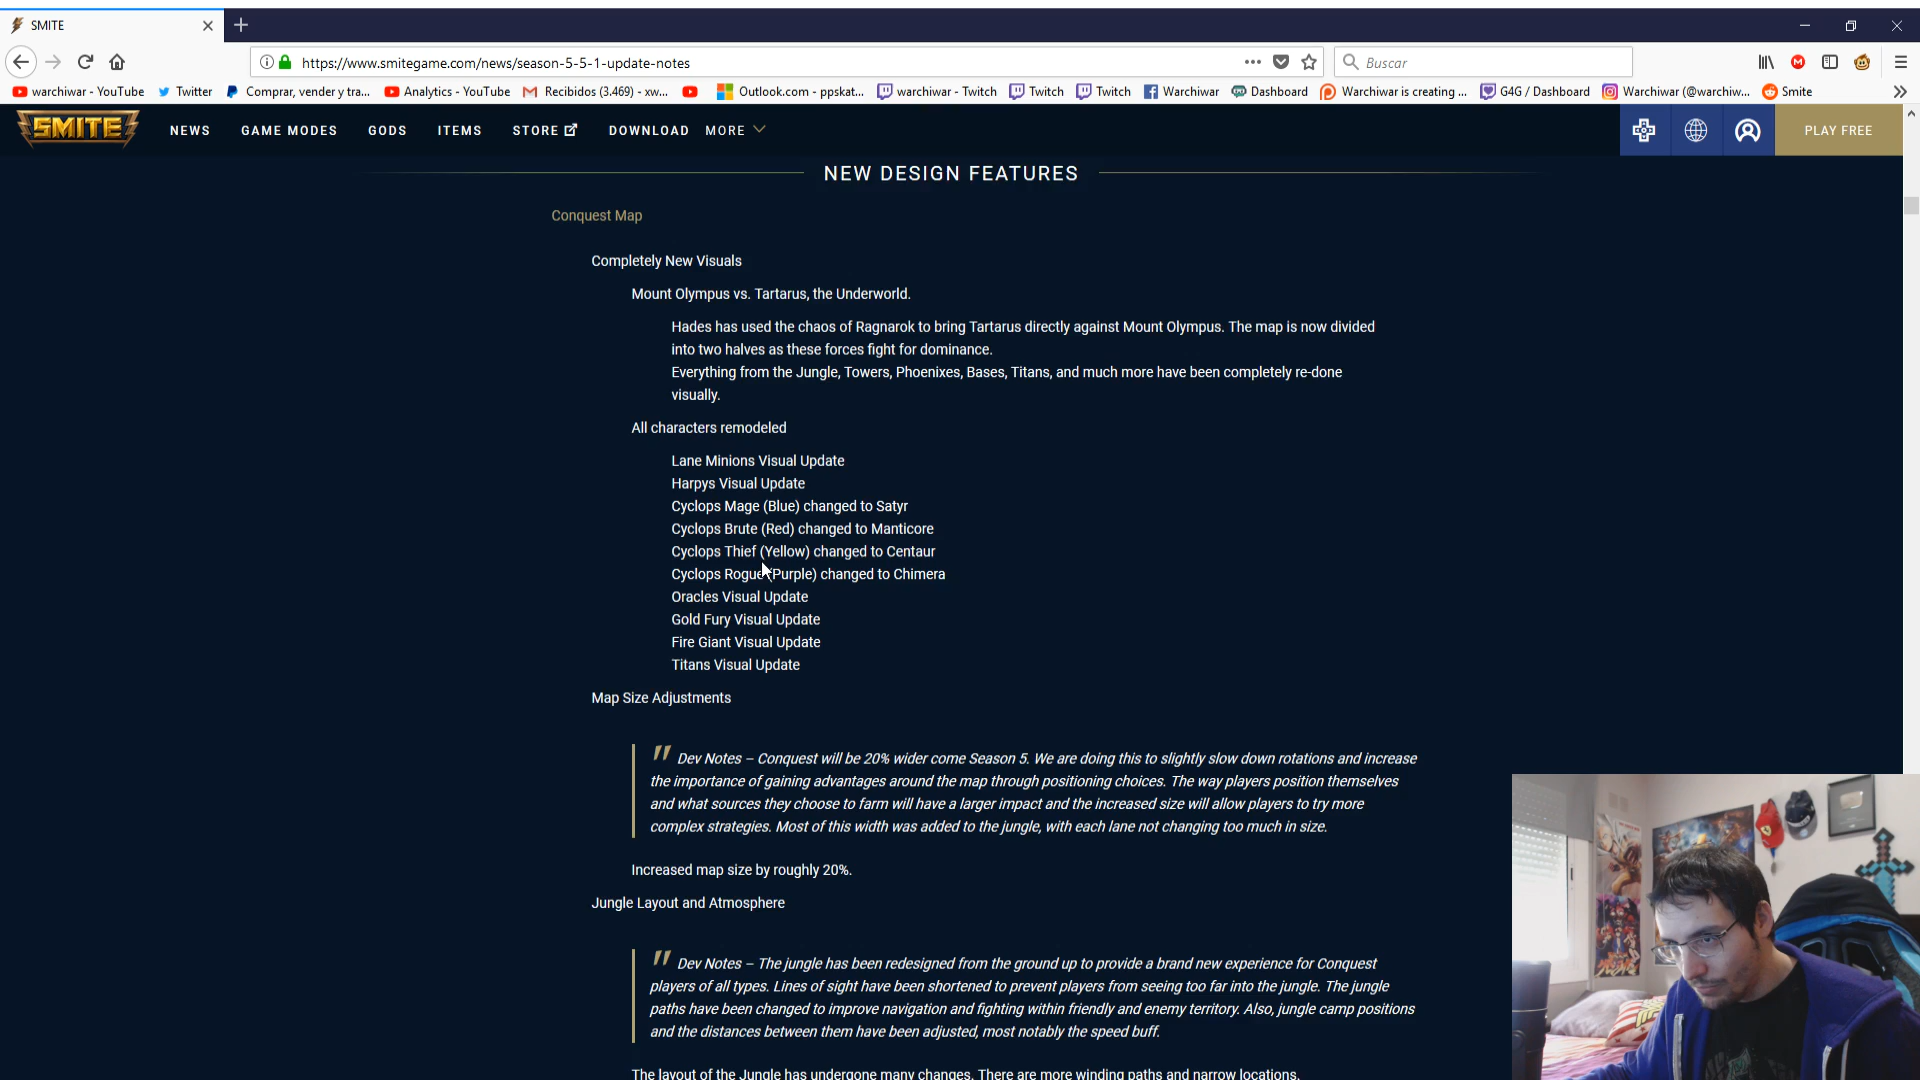 SMITE
https://www.smitegame.com/news/season-5-5-1-update-notes
Buscar
warchiwar - YouTube
Twitter
Comprar, vender y tra...
Analytics - YouTube
Recibidos (3.469) - xw...
Outlook.com - ppskat...
warchiwar - Twitch
Twitch
Twitch
Warchiwar
Dashboard
Warchiwar is creating ...
G4G / Dashboard
Warchiwar (@warchiw...
Smite
SMITE
NEWS
GAME MODES
GODS
ITEMS
STORE
DOWNLOAD
MORE
PLAY FREE
NEW DESIGN FEATURES
Conquest Map
Completely New Visuals
Mount Olympus vs. Tartarus, the Underworld.
Hades has used the chaos of Ragnarok to bring Tartarus directly against Mount Olympus. The map is now divided
into two halves as these forces fight for dominance.
Everything from the Jungle, Towers, Phoenixes, Bases, Titans, and much more have been completely re-done
visually.
All characters remodeled
Lane Minions Visual Update
Harpys Visual Update
Cyclops Mage (Blue) changed to Satyr
Cyclops Brute (Red) changed to Manticore
Cyclops Thief (Yellow) changed to Centaur
Cyclops Rogue (Purple) changed to Chimera
Oracles Visual Update
Gold Fury Visual Update
Fire Giant Visual Update
Titans Visual Update
Map Size Adjustments
" Dev Notes – Conquest will be 20% wider come Season 5. We are doing this to slightly slow down rotations and increase
the importance of gaining advantages around the map through positioning choices. The way players position themselves
and what sources they choose to farm will have a larger impact and the increased size will allow players to try more
complex strategies. Most of this width was added to the jungle, with each lane not changing too much in size.
Increased map size by roughly 20%.
Jungle Layout and Atmosphere
" Dev Notes – The jungle has been redesigned from the ground up to provide a brand new experience for Conquest
players of all types. Lines of sight have been shortened to prevent players from seeing too far into the jungle. The jungle
paths have been changed to improve navigation and fighting within friendly and enemy territory. Also, jungle camp positions
and the distances between them have been adjusted, most notably the speed buff.
The layout of the Jungle has undergone many changes. There are more winding paths and narrow locations.